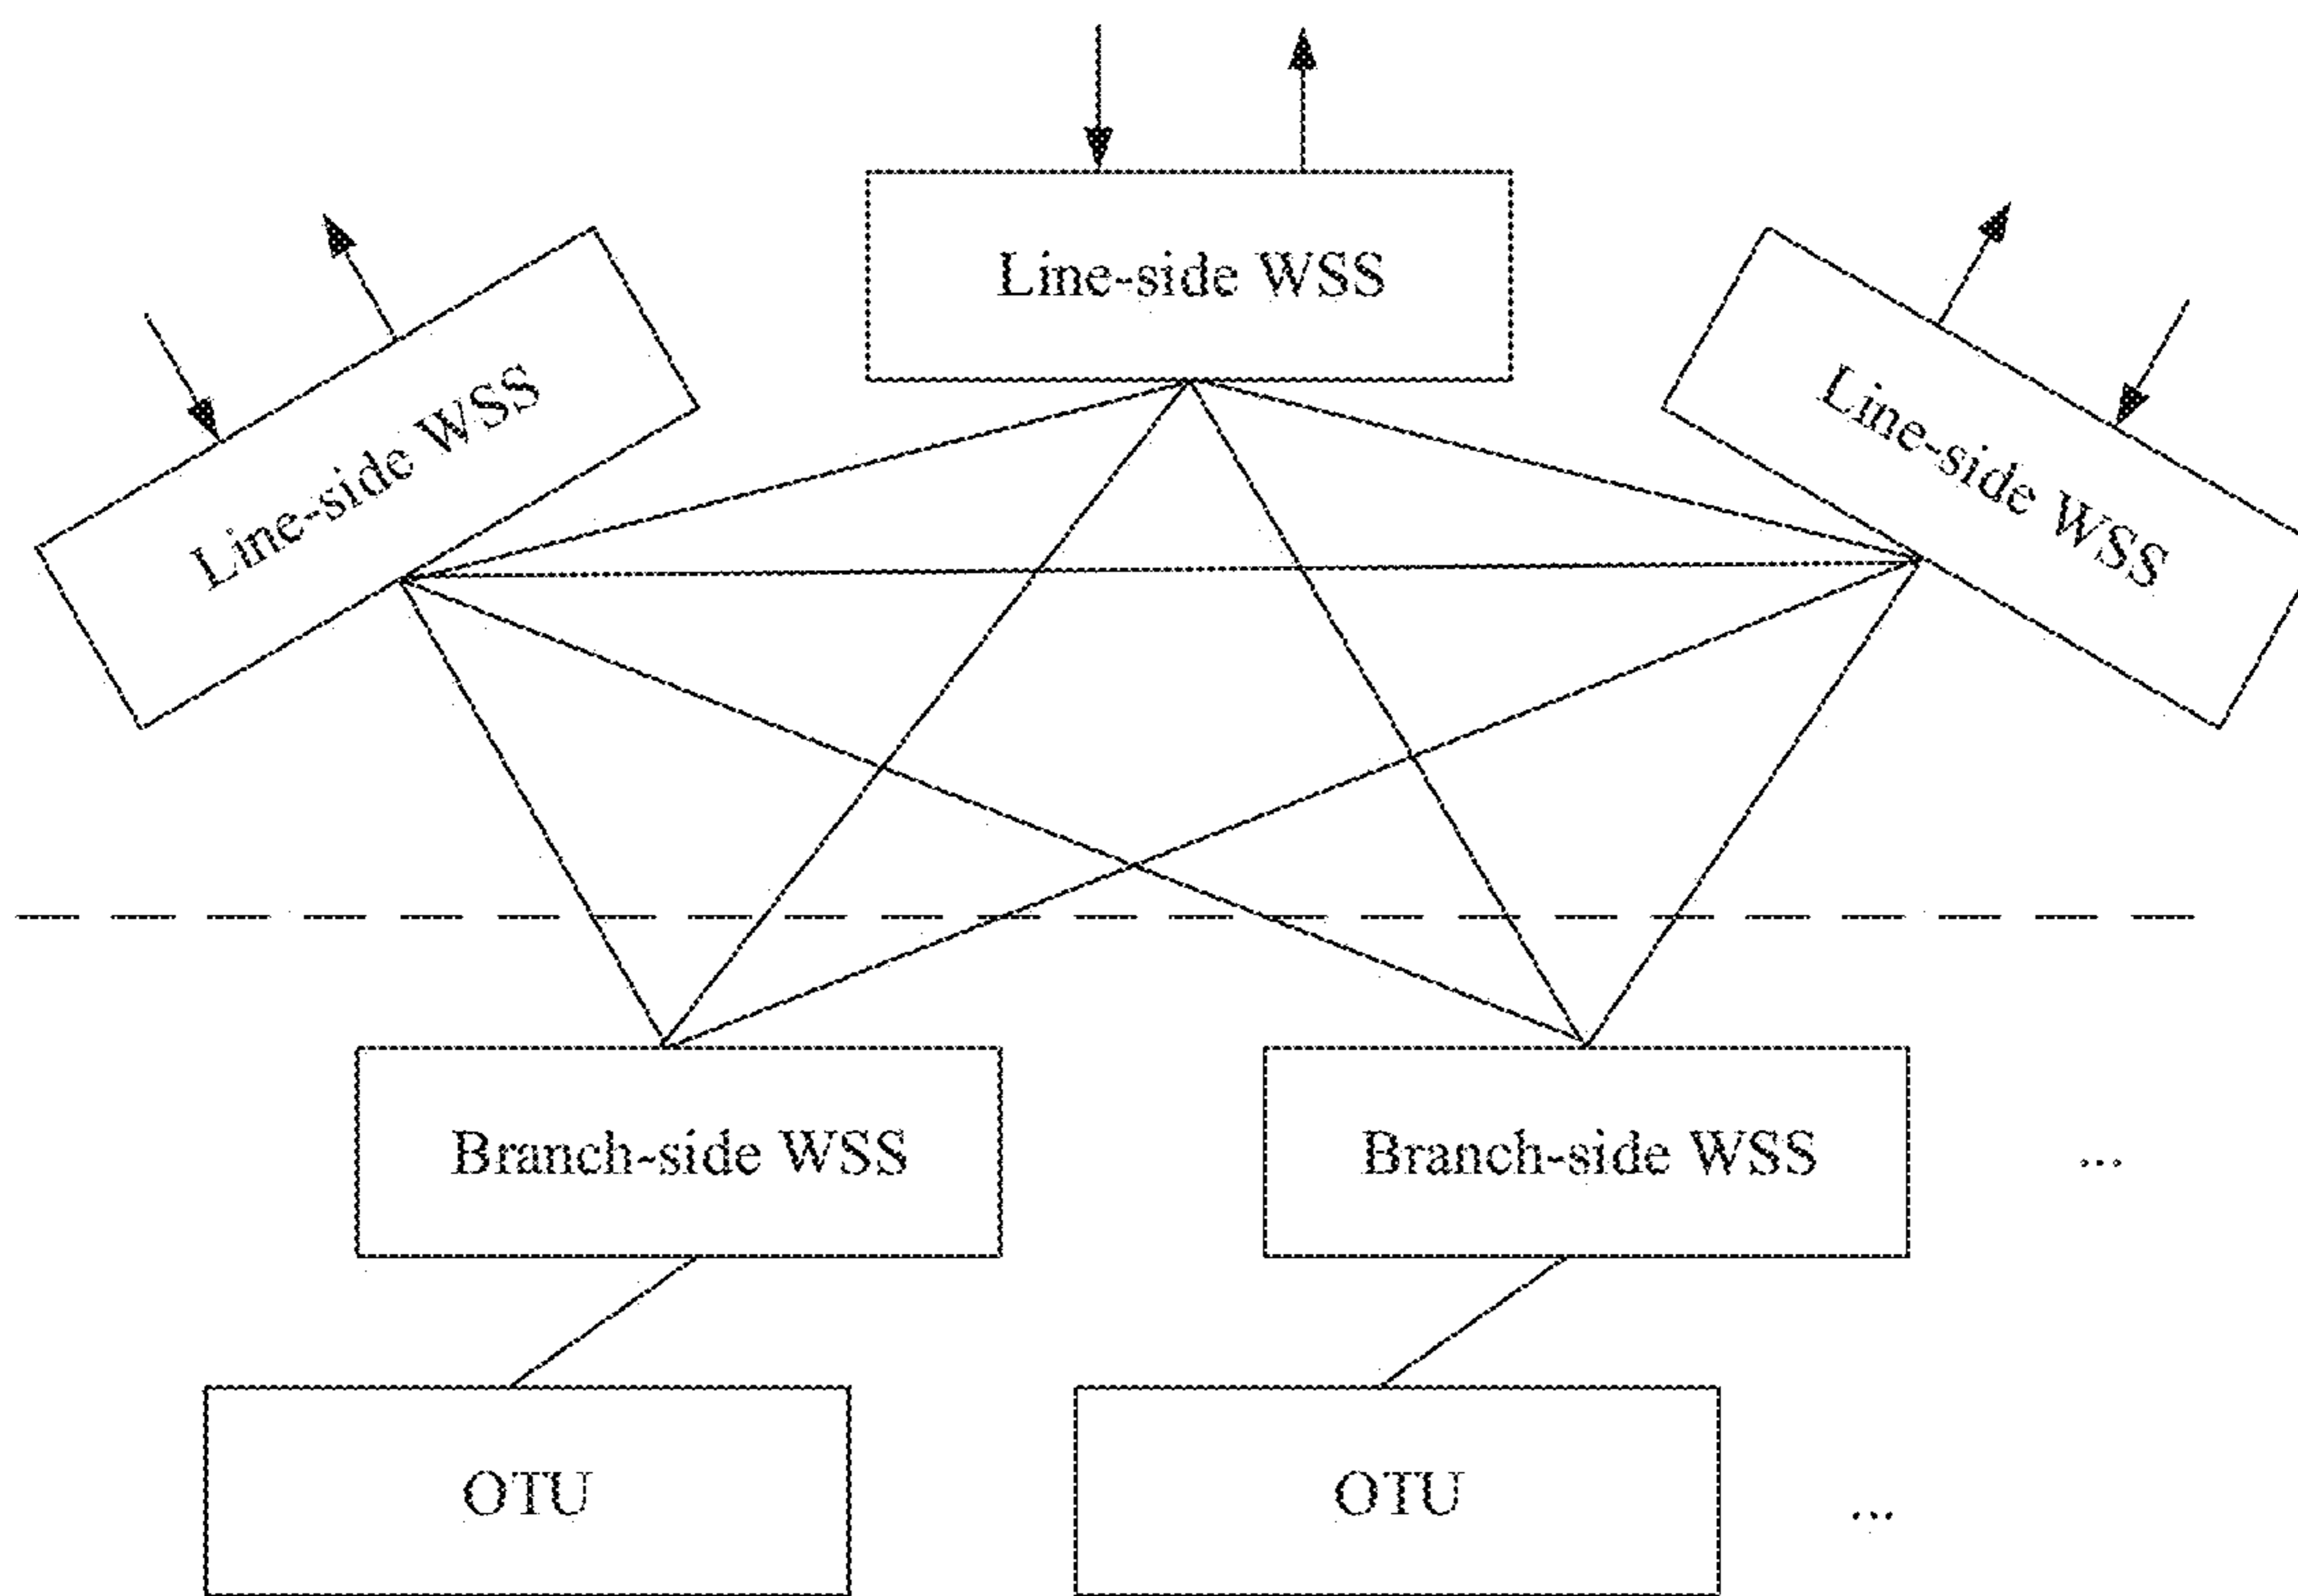 Line-side WSS
Line-side WSS
Line-side WSS
Branch-side WSS
Branch-side WSS
...
OTU
OTU
...